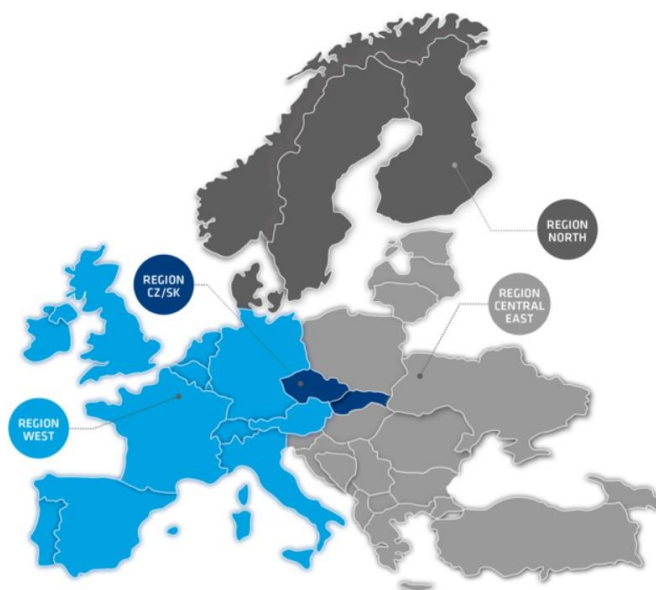 REGION
NORTH
REGION
CZ/SK
REGION
CENTRAL
EAST
REGION
WEST